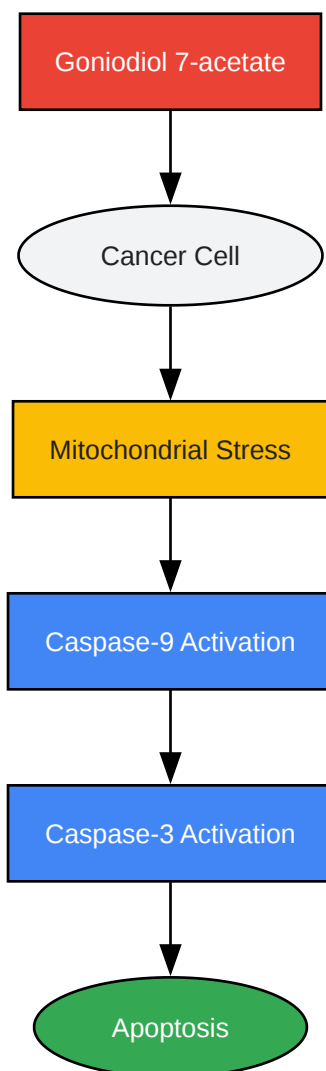 Goniodiol 7-acetate
Cancer Cell
Mitochondrial Stress
Caspase-9 Activation
Caspase-3 Activation
Apoptosis